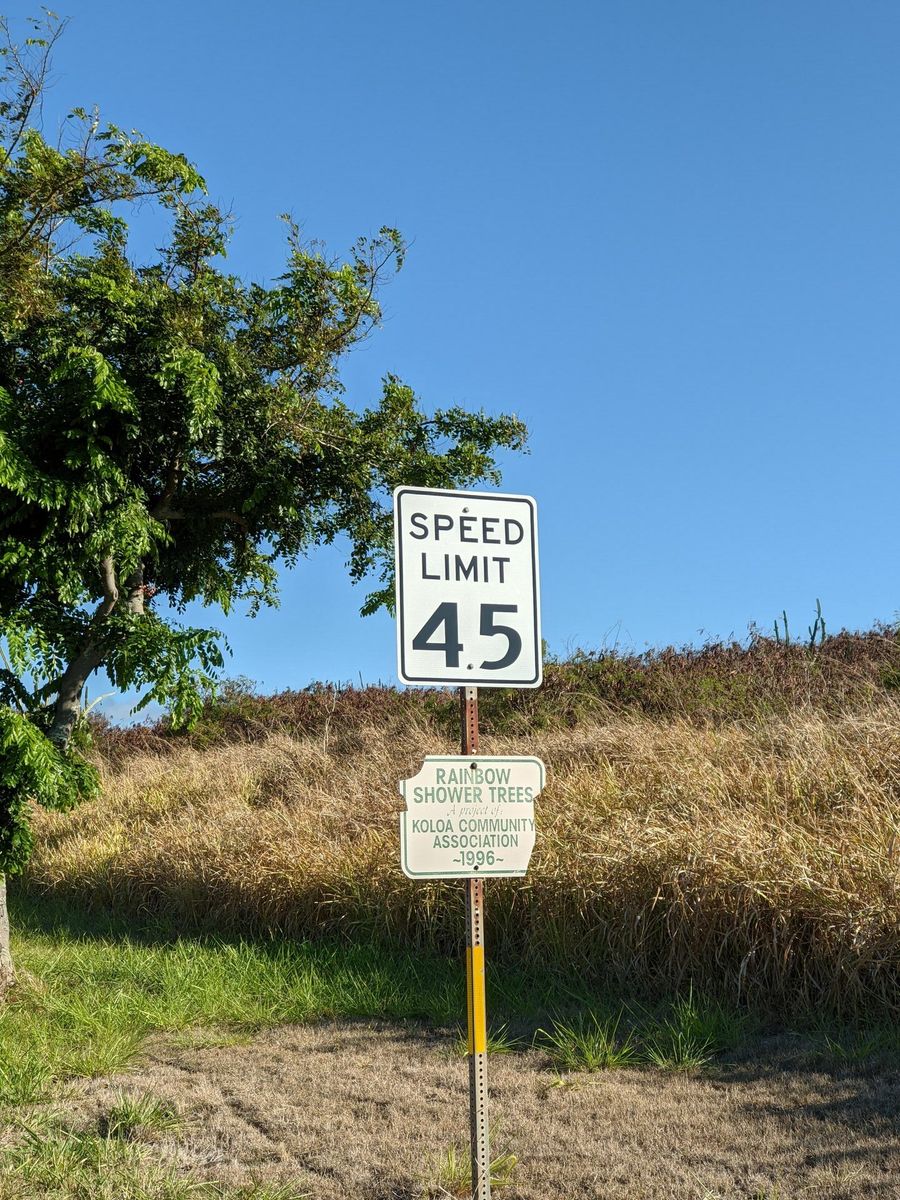 SPEED
LIMIT
45
RAINBOW
SHOWER TREES
A project of:
KOLOA COMMUNITY
ASSOCIATION
~1996~